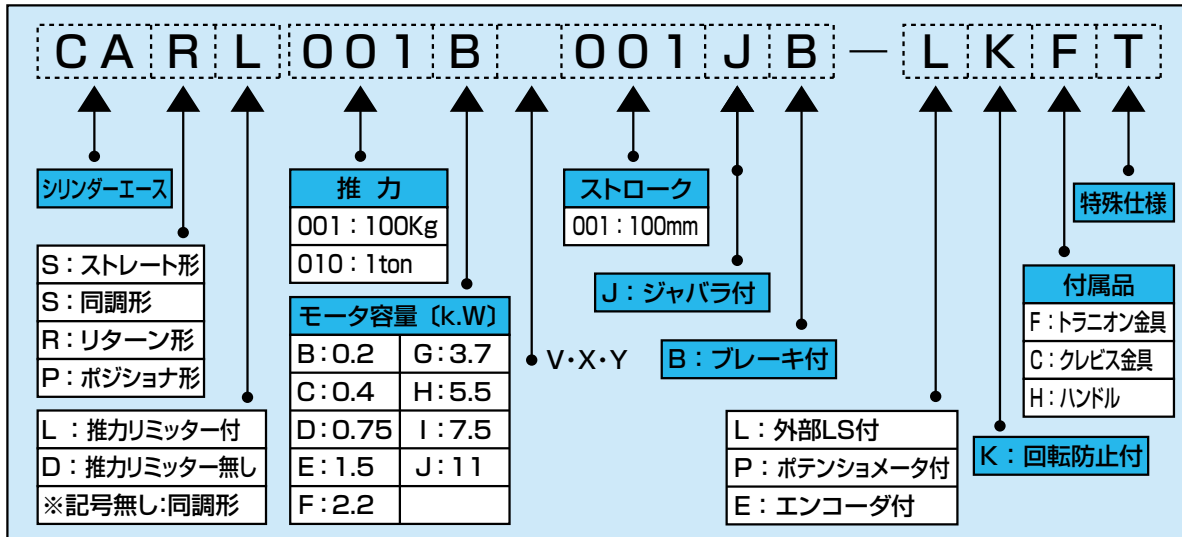 CARL001B 001JB－LKFT
シリンダーエース
S：ストレート形
S：同調形
R：リターン形
P：ポジショナ形
L：推力リミッター付
D：推力リミッター無し
※記号無し：同調形
推 力
001：100Kg
010：1ton
モータ容量〔k.W〕
B：0.2 G：3.7
C：0.4 H：5.5
D：0.75 I：7.5
E：1.5 J：11
F：2.2
V・X・Y
ストローク
001：100mm
J：ジャバラ付
B：ブレーキ付
L：外部LS付
P：ポテンショメータ付
E：エンコーダ付
K：回転防止付
付属品
F：トラニオン金具
C：クレビス金具
H：ハンドル
特殊仕様